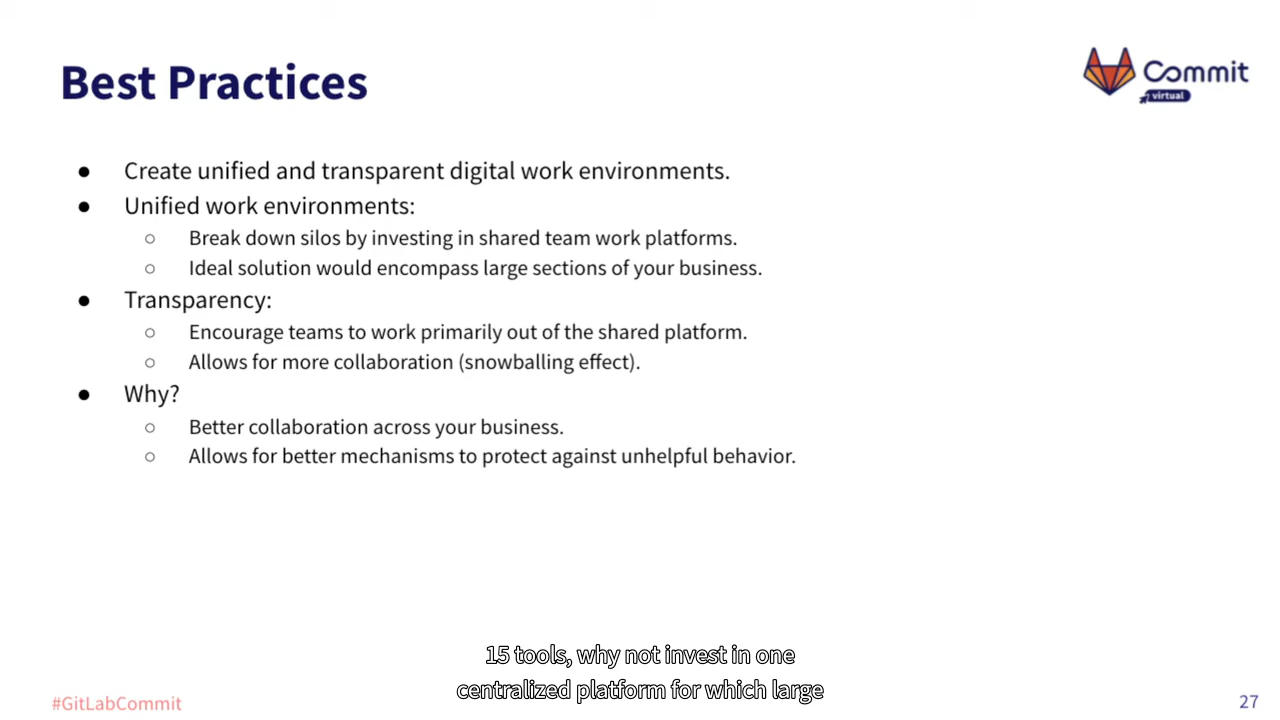 Best Practices
Commit
virtual
● Create unified and transparent digital work environments.
● Unified work environments:
○ Break down silos by investing in shared team work platforms.
○ Ideal solution would encompass large sections of your business.
● Transparency:
○ Encourage teams to work primarily out of the shared platform.
○ Allows for more collaboration (snowballing effect).
● Why?
○ Better collaboration across your business.
○ Allows for better mechanisms to protect against unhelpful behavior.
15 tools, why not invest in one
centralized platform for which large
#GitLabCommit
27